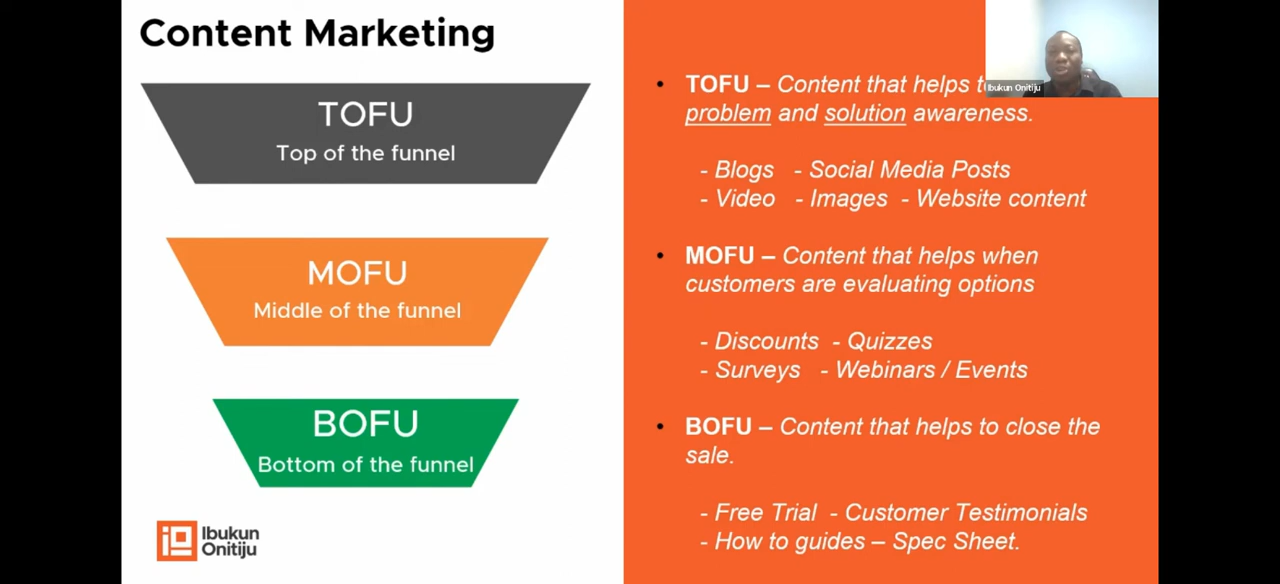 Content Marketing
TOFU
Top of the funnel
MOFU
Middle of the funnel
BOFU
Bottom of the funnel
Ibukun
Onitiju
• TOFU – Content that helps
problem and solution awareness.
- Blogs - Social Media Posts
- Video - Images - Website content
• MOFU – Content that helps when
customers are evaluating options
- Discounts - Quizzes
- Surveys - Webinars / Events
• BOFU – Content that helps to close the
sale.
- Free Trial - Customer Testimonials
- How to guides – Spec Sheet.
Ibukun Onitiju